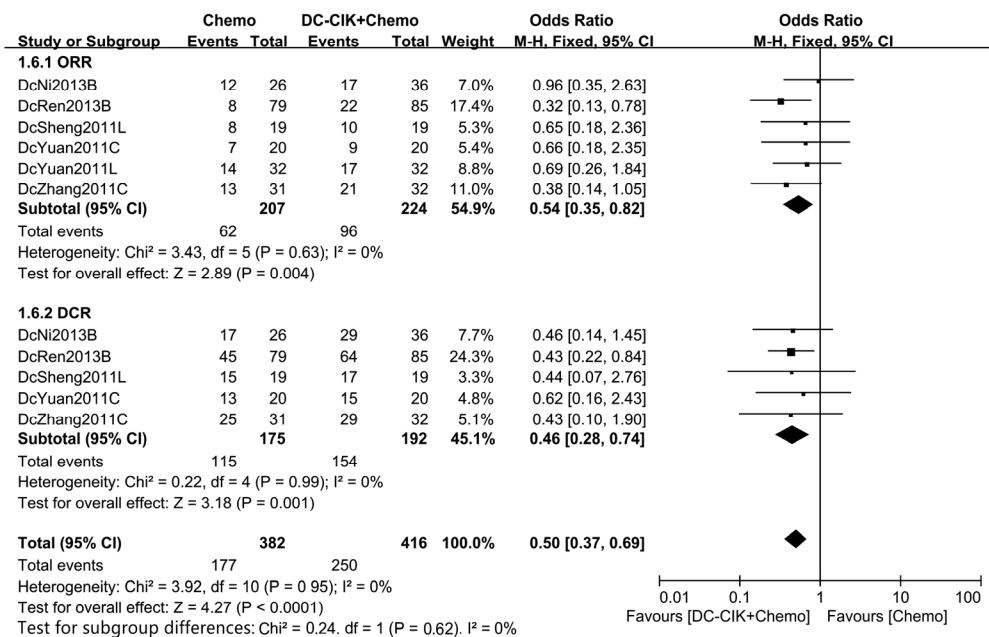 Chemo DC-CIK+Chemo Odds Ratio Odds Ratio
Study or Subgroup Events Total Events Total Weight M-H, Fixed, 95% CI M-H, Fixed, 95% CI
1.6.1 ORR
DcNi2013B 12 26 17 36 7.0% 0.96 [0.35, 2.63]
DcRen2013B 8 79 22 85 17.4% 0.32 [0.13, 0.78]
DcSheng2011L 8 19 10 19 5.3% 0.65 [0.18, 2.36]
DcYuan2011C 7 20 9 20 5.4% 0.66 [0.18, 2.35]
DcYuan2011L 14 32 17 32 8.8% 0.69 [0.26, 1.84]
DcZhang2011C 13 31 21 32 11.0% 0.38 [0.14, 1.05]
Subtotal (95% CI) 207 224 54.9% 0.54 [0.35, 0.82]
Total events 62 96
Heterogeneity: Chi² = 3.43, df = 5 (P = 0.63); I² = 0%
Test for overall effect: Z = 2.89 (P = 0.004)
1.6.2 DCR
DcNi2013B 17 26 29 36 7.7% 0.46 [0.14, 1.45]
DcRen2013B 45 79 64 85 24.3% 0.43 [0.22, 0.84]
DcSheng2011L 15 19 17 19 3.3% 0.44 [0.07, 2.76]
DcYuan2011C 13 20 15 20 4.8% 0.62 [0.16, 2.43]
DcZhang2011C 25 31 29 32 5.1% 0.43 [0.10, 1.90]
Subtotal (95% CI) 175 192 45.1% 0.46 [0.28, 0.74]
Total events 115 154
Heterogeneity: Chi² = 0.22, df = 4 (P = 0.99); I² = 0%
Test for overall effect: Z = 3.18 (P = 0.001)
Total (95% CI) 382 416 100.0% 0.50 [0.37, 0.69]
Total events 177 250
Heterogeneity: Chi² = 3.92, df = 10 (P = 0 95); I² = 0%
Test for overall effect: Z = 4.27 (P < 0.0001)
Test for subgroup differences: Chi² = 0.24. df = 1 (P = 0.62). I² = 0%
0.01 0.1 1 10 100
Favours [DC-CIK+Chemo] Favours [Chemo]